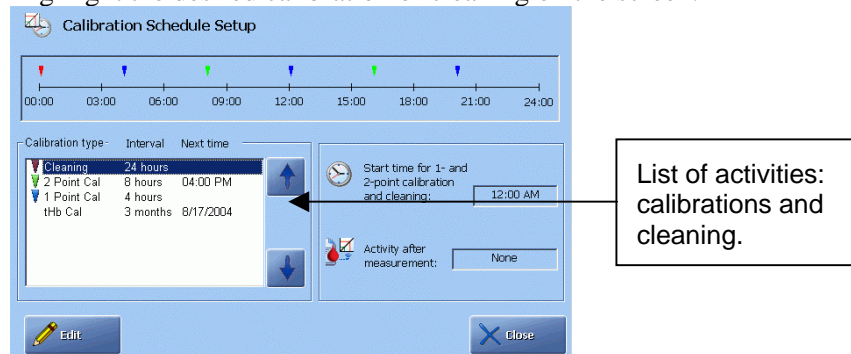 Calibration Schedule Setup
00:00 03:00 06:00 09:00 12:00 15:00 18:00 21:00 24:00
Calibration type Interval Next time
Cleaning 24 hours
2 Point Cal 8 hours 04:00 PM
1 Point Cal 4 hours
tHb Cal 3 months 8/17/2004
Start time for 1- and
2-point calibration
and cleaning: 12:00 AM
Activity after
measurement: None
Edit
Close
List of activities:
calibrations and
cleaning.